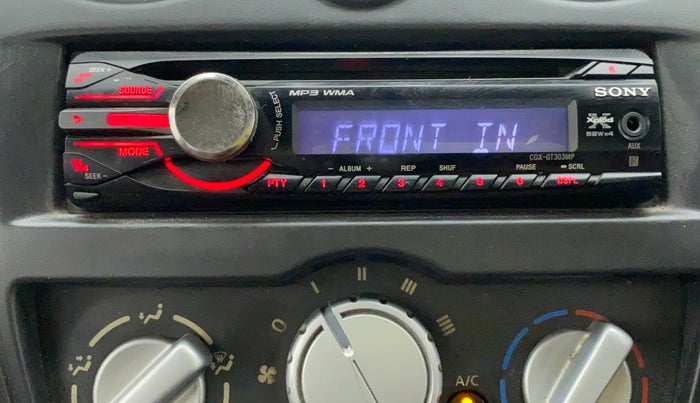 SEEK +
SOURCE
MODE
SEEK –
PUSH SELECT
MP3 WMA
SONY
FRONT IN
Xplod
52W×4
CDX-GT303MP
AUX
– ALBUM +
REP
SHUF
PAUSE
SCRL
PTY
1
2
3
4
5
6
DSPL
0
I
II
III
IIII
A/C